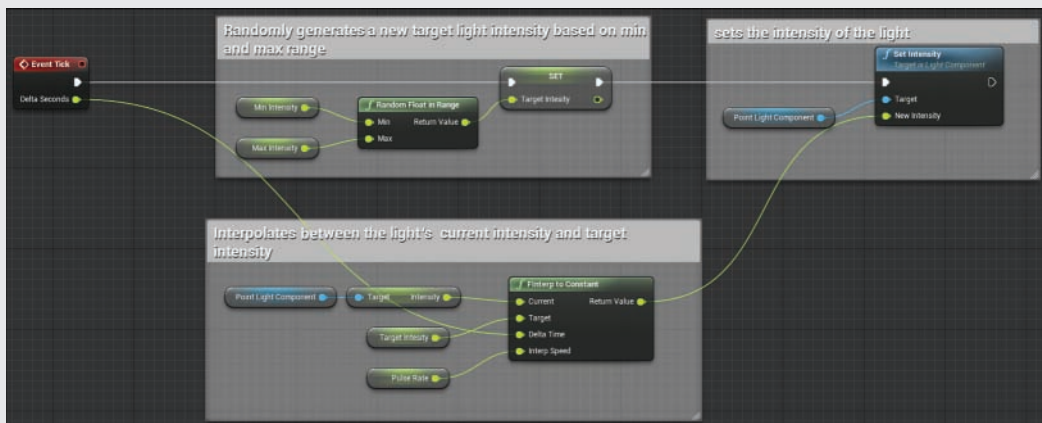 Randomly generates a new target light intensity based on min
and max range
sets the intensity of the light
Event Tick
Delta Seconds
Min Intensity
Max Intensity
Random Float in Range
Min
Return Value
Max
SET
Target Intesity
Set Intensity
Target is Light Component
Target
New Intensity
Point Light Component
Interpolates between the light's current intensity and target
intensity
Point Light Component
Target
Intensity
Target Intesity
Pulse Rate
FInterp to Constant
Current
Return Value
Target
Delta Time
Interp Speed